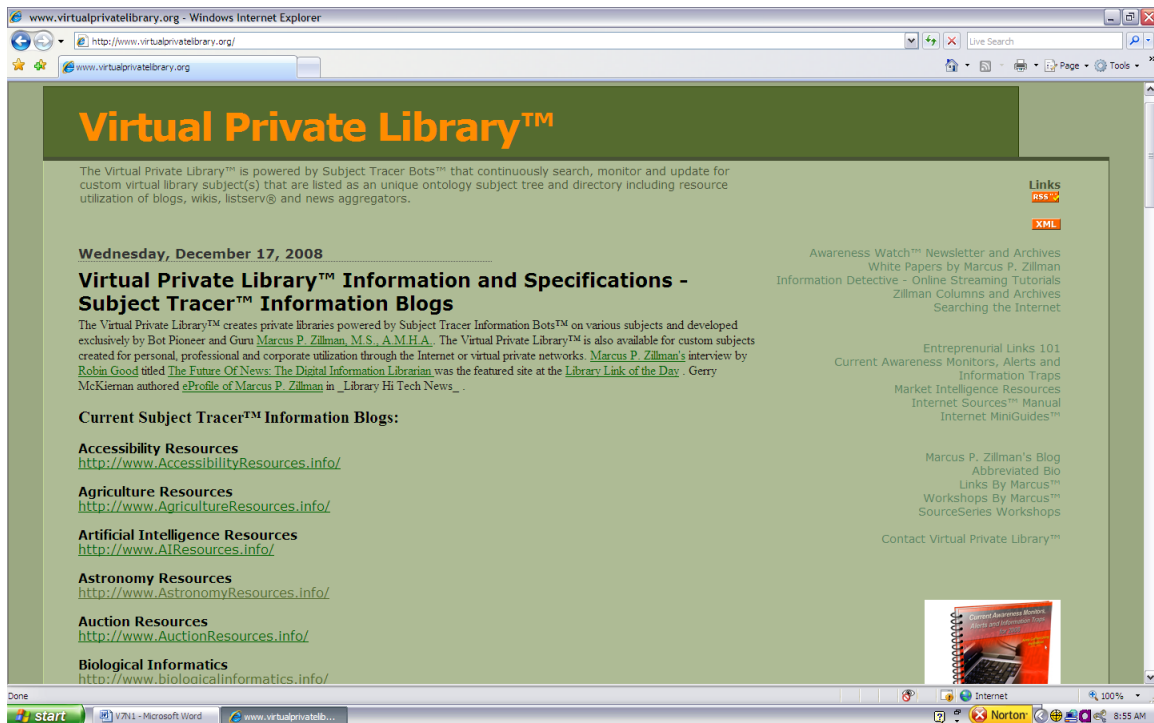 www.virtualprivatelibrary.org - Windows Internet Explorer
http://www.virtualprivatelibrary.org/
Live Search
www.virtualprivatelibrary.org
Page
Tools
Virtual Private Library™
The Virtual Private Library™ is powered by Subject Tracer Bots™ that continuously search, monitor and update for
custom virtual library subject(s) that are listed as an unique ontology subject tree and directory including resource
utilization of blogs, wikis, listserv® and news aggregators.
Wednesday, December 17, 2008
Virtual Private Library™ Information and Specifications -
Subject Tracer™ Information Blogs
The Virtual Private Library™ creates private libraries powered by Subject Tracer Information Bots™ on various subjects and developed
exclusively by Bot Pioneer and Guru Marcus P. Zillman, M.S., A.M.H.A.. The Virtual Private Library™ is also available for custom subjects
created for personal, professional and corporate utilization through the Internet or virtual private networks. Marcus P. Zillman's interview by
Robin Good titled The Future Of News: The Digital Information Librarian was the featured site at the Library Link of the Day . Gerry
McKiernan authored eProfile of Marcus P. Zillman in _Library Hi Tech News_ .
Current Subject Tracer™ Information Blogs:
Accessibility Resources
http://www.AccessibilityResources.info/
Agriculture Resources
http://www.AgricultureResources.info/
Artificial Intelligence Resources
http://www.AIResources.info/
Astronomy Resources
http://www.AstronomyResources.info/
Auction Resources
http://www.AuctionResources.info/
Biological Informatics
http://www.biologicalinformatics.info/
Links
RSS
XML
Awareness Watch™ Newsletter and Archives
White Papers by Marcus P. Zillman
Information Detective - Online Streaming Tutorials
Zillman Columns and Archives
Searching the Internet
Entreprenurial Links 101
Current Awareness Monitors, Alerts and
Information Traps
Market Intelligence Resources
Internet Sources™ Manual
Internet MiniGuides™
Marcus P. Zillman's Blog
Abbreviated Bio
Links By Marcus™
Workshops By Marcus™
SourceSeries Workshops
Contact Virtual Private Library™
Current Awareness Monitors,
Alerts and Information Traps
Done
Internet
100%
start
V7N1 - Microsoft Word
www.virtualprivatelib...
Norton
8:55 AM